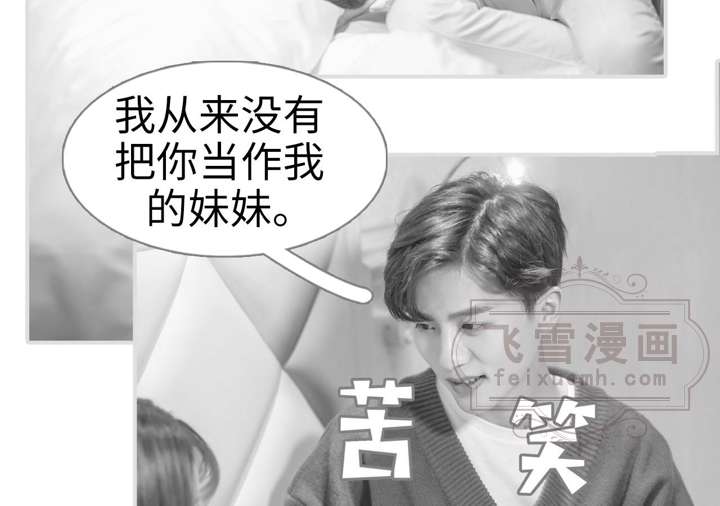 我从来没有
把你当作我
的妹妹。
飞雪漫画
feixuemh.com
苦笑